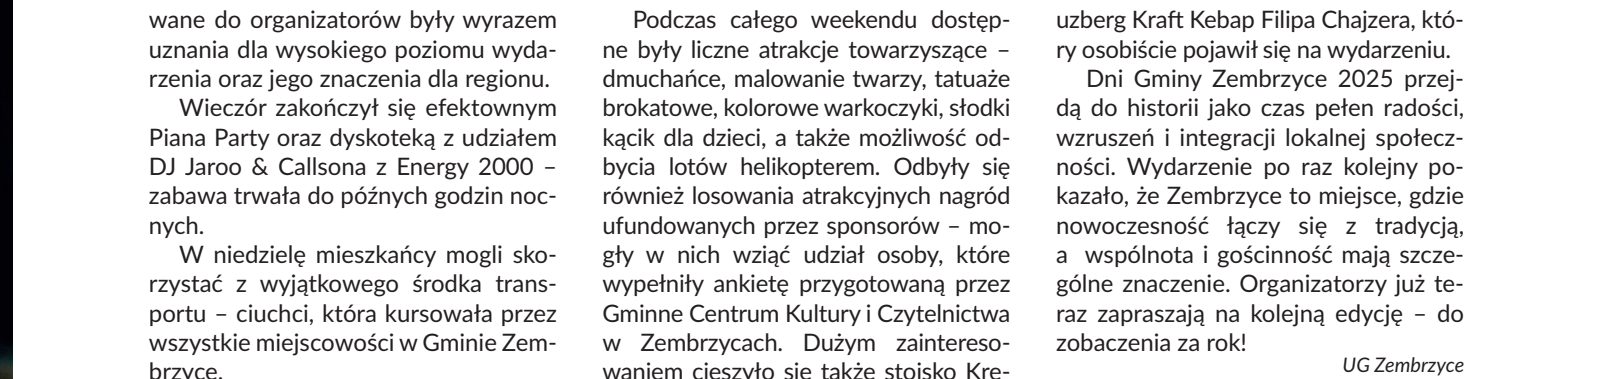 wane do organizatorów były wyrazem
uznania dla wysokiego poziomu wyda-
rzenia oraz jego znaczenia dla regionu.
Wieczór zakończył się efektownym
Piana Party oraz dyskoteką z udziałem
DJ Jaroo & Callsona z Energy 2000 –
zabawa trwała do późnych godzin noc-
nych.
W niedzielę mieszkańcy mogli sko-
rzystać z wyjątkowego środka trans-
portu – ciuchci, która kursowała przez
wszystkie miejscowości w Gminie Zem-
brzyce.
Podczas całego weekendu dostęp-
ne były liczne atrakcje towarzyszące –
dmuchańce, malowanie twarzy, tatuaże
brokatowe, kolorowe warkoczyki, słodki
kącik dla dzieci, a także możliwość od-
bycia lotów helikopterem. Odbyły się
również losowania atrakcyjnych nagród
ufundowanych przez sponsorów – mo-
gły w nich wziąć udział osoby, które
wypełniły ankietę przygotowaną przez
Gminne Centrum Kultury i Czytelnictwa
w Zembrzycach. Dużym zaintereso-
waniem cieszyło się także stoisko Kre-
uzberg Kraft Kebap Filipa Chajzera, któ-
ry osobiście pojawił się na wydarzeniu.
Dni Gminy Zembrzyce 2025 przej-
dą do historii jako czas pełen radości,
wzruszeń i integracji lokalnej społecz-
ności. Wydarzenie po raz kolejny po-
kazało, że Zembrzyce to miejsce, gdzie
nowoczesność łączy się z tradycją,
a wspólnota i gościnność mają szcze-
gólne znaczenie. Organizatorzy już te-
raz zapraszają na kolejną edycję – do
zobaczenia za rok!
UG Zembrzyce